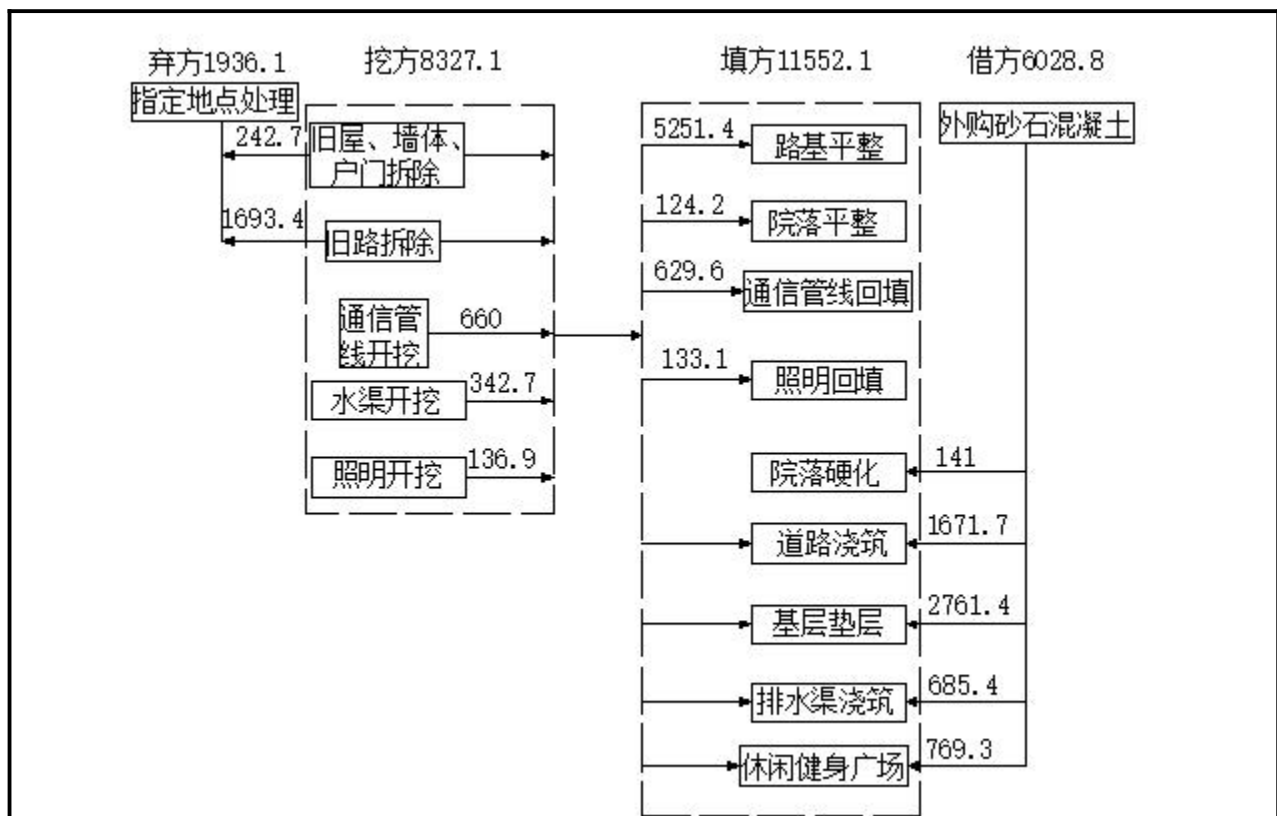 弃方1936.1
挖方8327.1
填方11552.1
借方6028.8
指定地点处理
外购砂石混凝土
242.7
旧屋、墙体、
户门拆除
5251.4
路基平整
1693.4
旧路拆除
124.2
院落平整
629.6
通信管线回填
通信管
线开挖
660
133.1
照明回填
水渠开挖
342.7
照明开挖
136.9
院落硬化
141
道路浇筑
1671.7
基层垫层
2761.4
排水渠浇筑
685.4
休闲健身广场
769.3